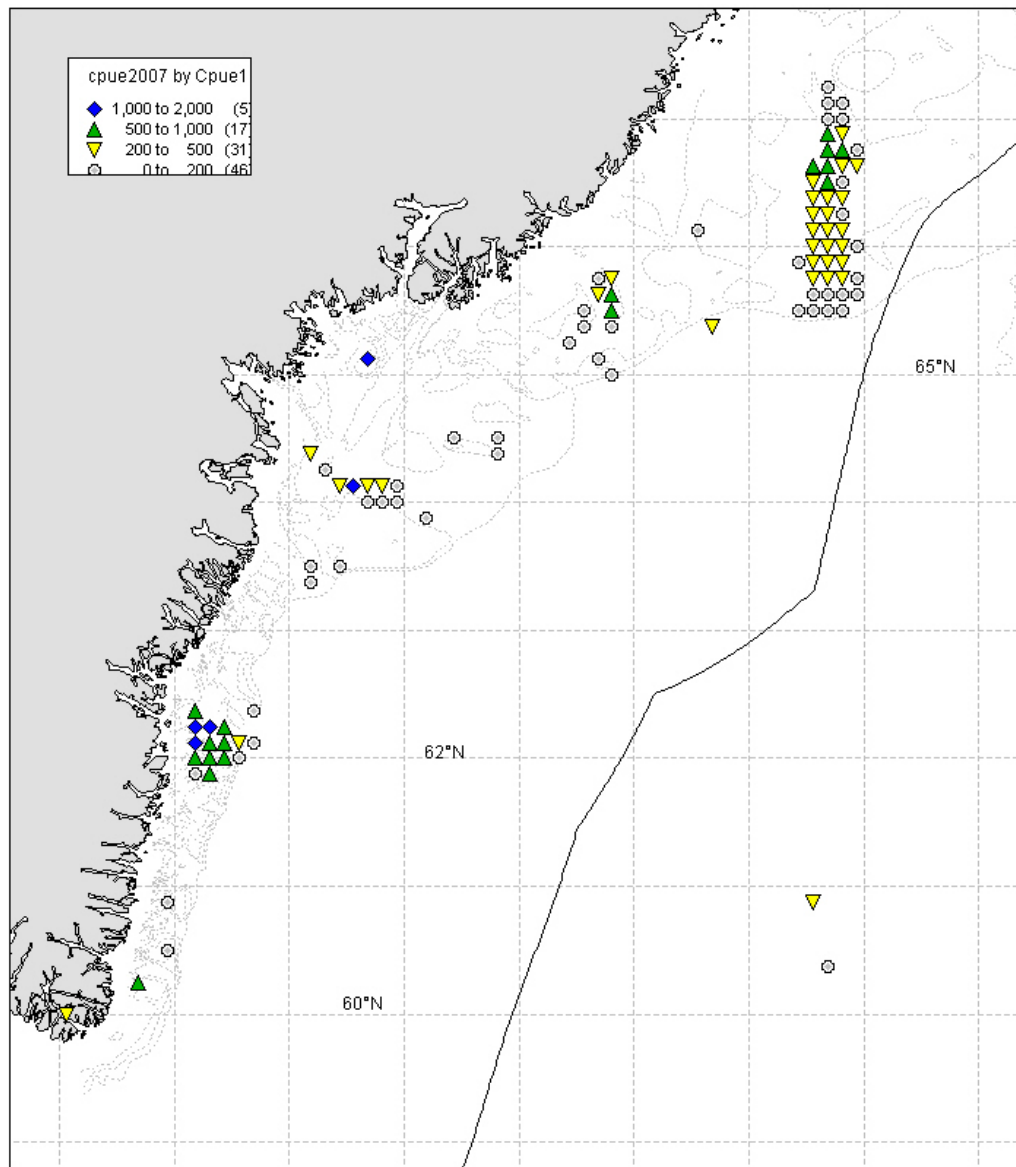 cpue2007 by Cpue1
1,000 to 2,000 (5)
500 to 1,000 (17)
200 to 500 (31)
0 to 200 (46)
65°N
62°N
60°N